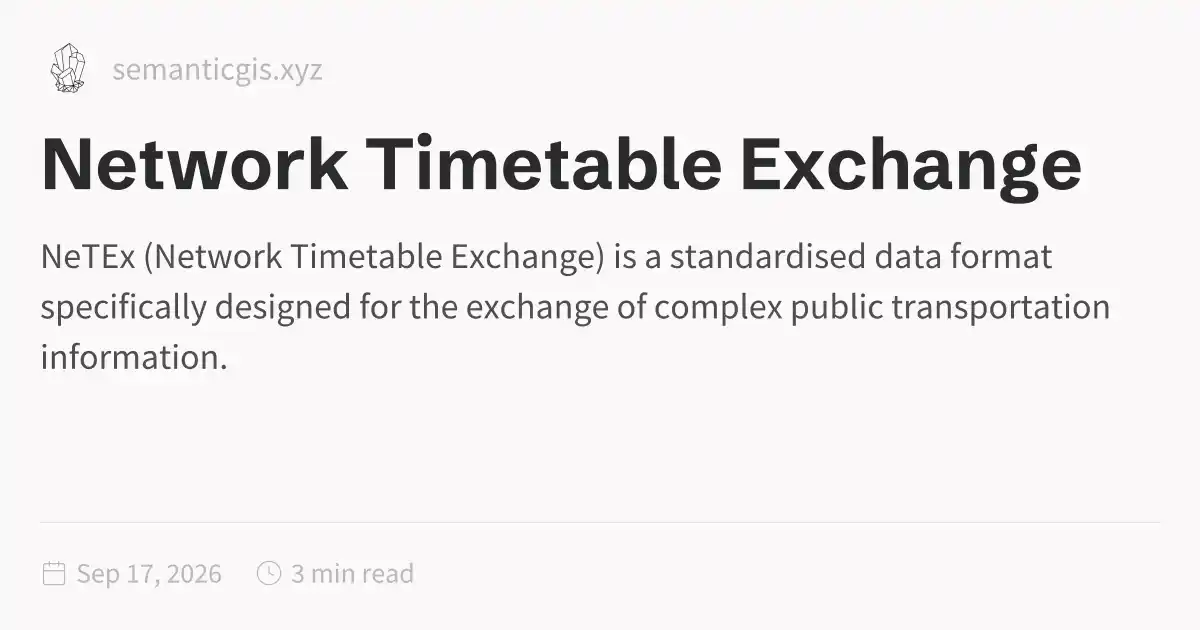 semanticgis.xyz
Network Timetable Exchange
NeTEx (Network Timetable Exchange) is a standardised data format
specifically designed for the exchange of complex public transportation
information.
Sep 17, 2026 3 min read